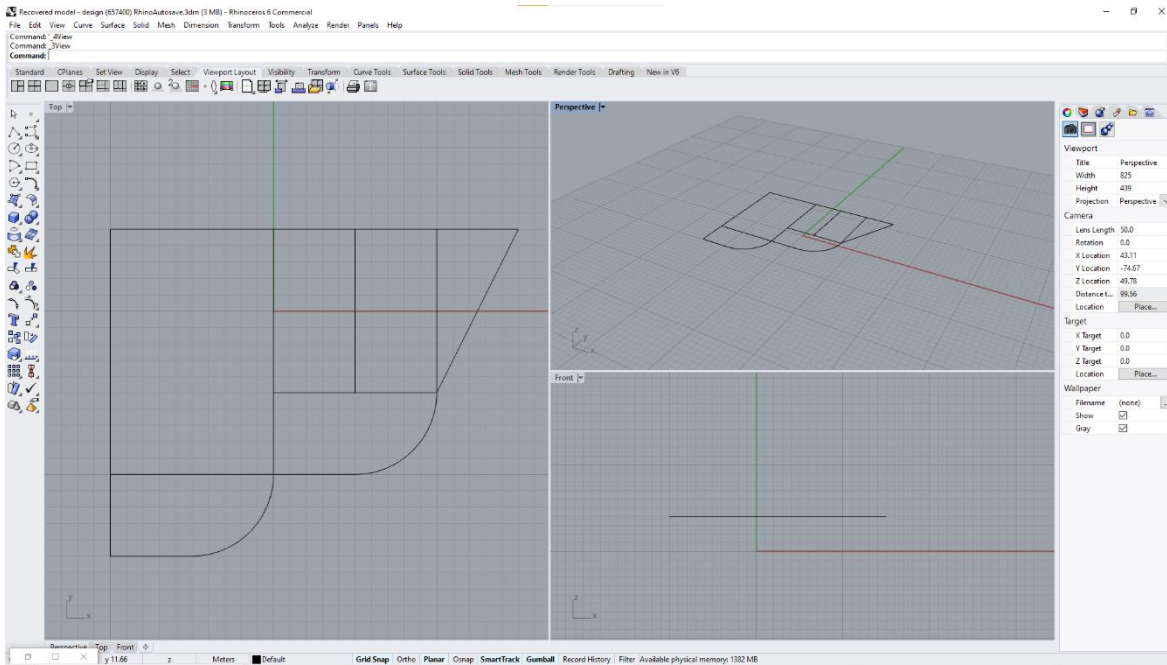 Recovered model - design (657400) RhinoAutosave.3dm (3 MB) - Rhinoceros 6 Commercial
File Edit View Curve Surface Solid Mesh Dimension Transform Tools Analyze Render Panels Help
Command: '_4View
Command: _3View
Command:
Standard CPlanes Set View Display Select Viewport Layout Visibility Transform Curve Tools Surface Tools Solid Tools Mesh Tools Render Tools Drafting New in V6
Top
Perspective
Viewport
Title Perspective
Width 825
Height 439
Projection Perspective
Camera
Lens Length 50.0
Rotation 0.0
X Location 43.11
Y Location -74.67
Z Location 49.78
Distance t... 99.56
Location Place...
Target
X Target 0.0
Y Target 0.0
Z Target 0.0
Location Place...
Wallpaper
Filename (none) ...
Show
Gray
z
y
x
Front
y
x
z
x
Perspective Top Front
y 11.66 z Meters Default Grid Snap Ortho Planar Osnap SmartTrack Gumball Record History Filter Available physical memory: 1382 MB